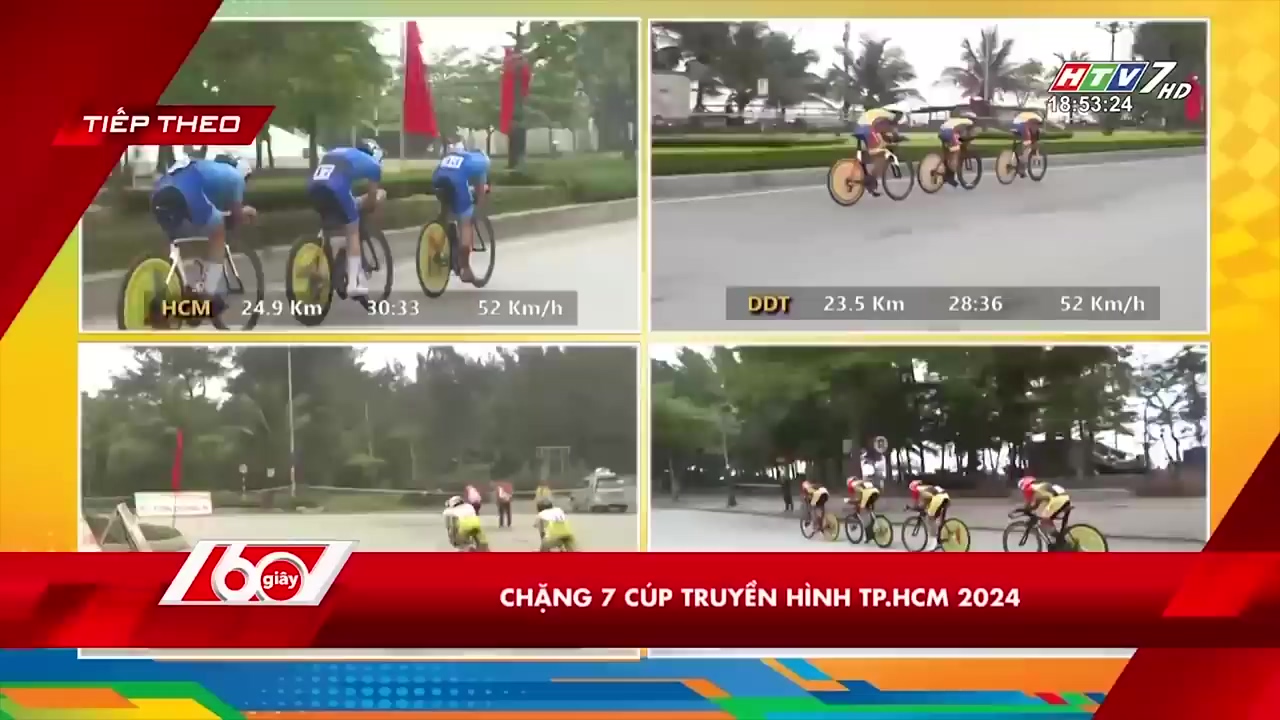 HTV7 HD
18:53:24
TIẾP THEO
HCM 24.9 Km 30:33 52 Km/h
DDT 23.5 Km 28:36 52 Km/h
60 giây
CHẶNG 7 CÚP TRUYỀN HÌNH TP.HCM 2024